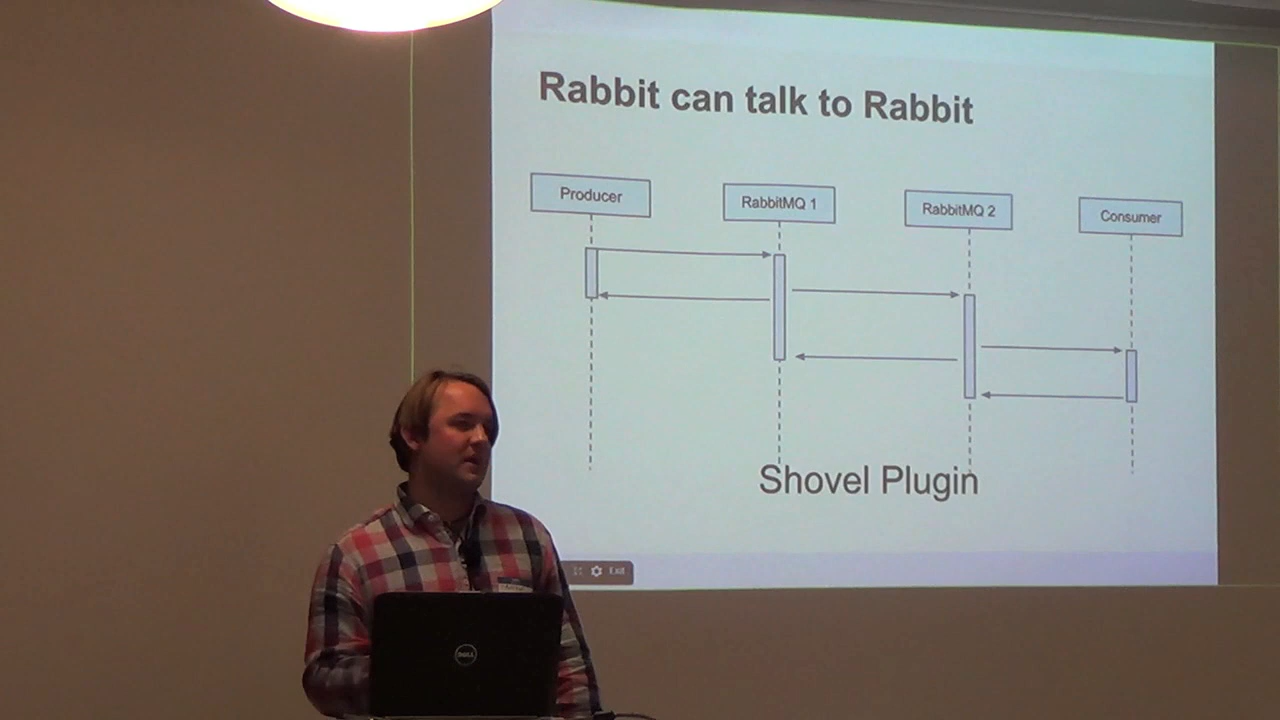 Rabbit can talk to Rabbit
Producer
RabbitMQ 1
RabbitMQ 2
Consumer
Shovel Plugin
Exit
DELL